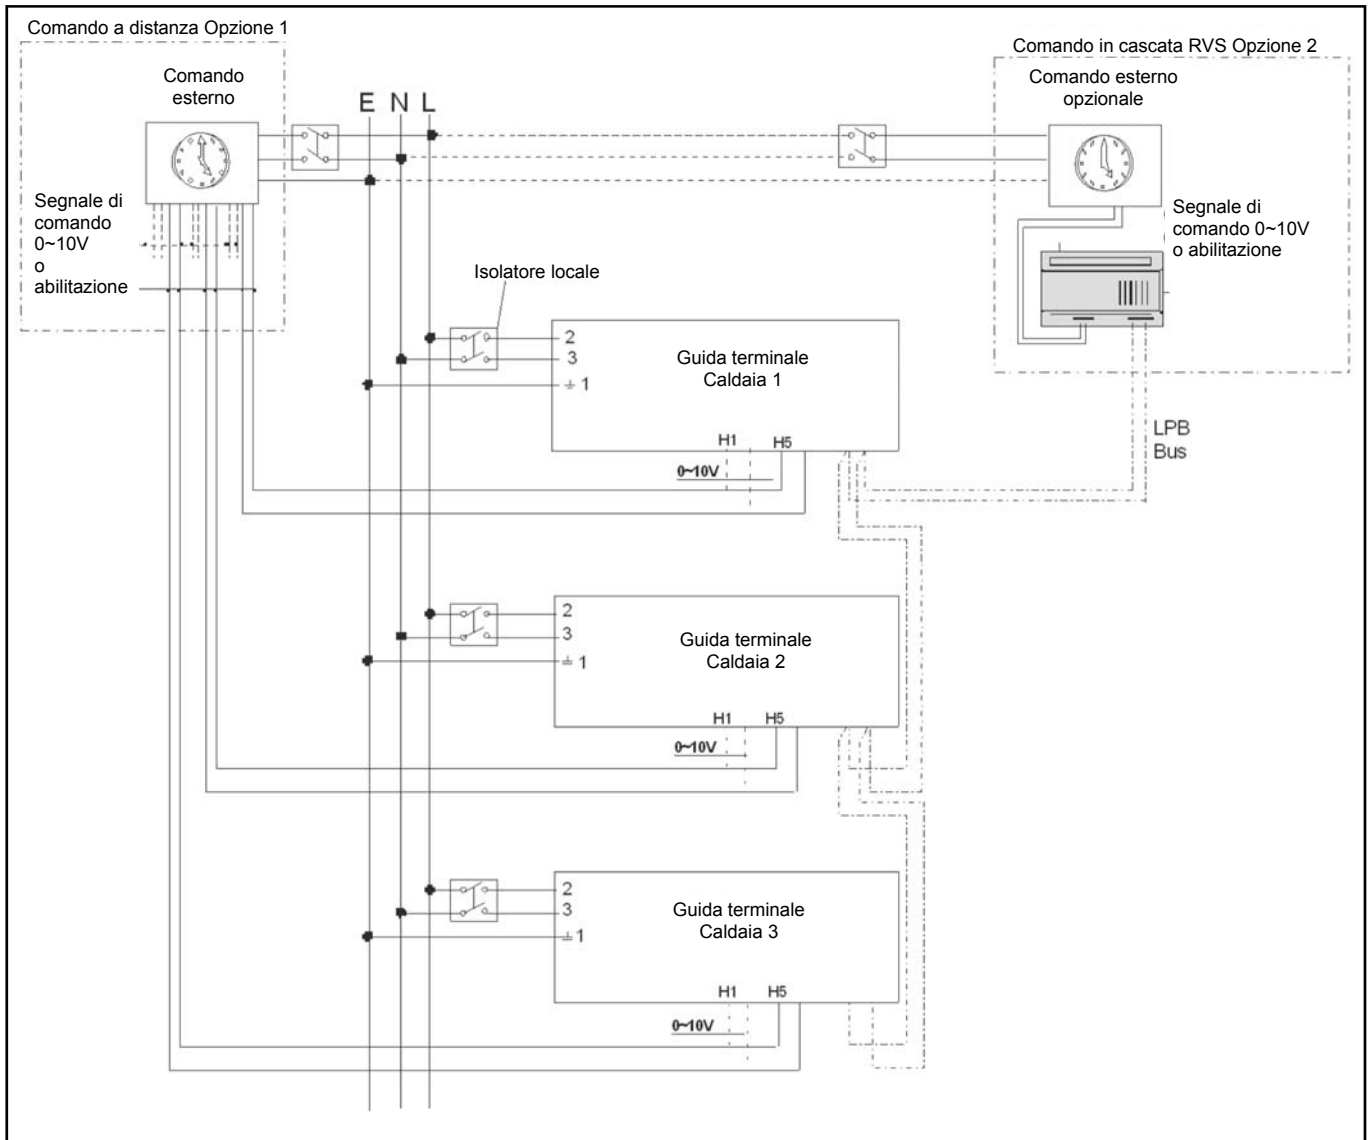 Comando a distanza Opzione 1
Comando in cascata RVS Opzione 2
Comando
esterno
Comando esterno
opzionale
E N L
Segnale di
comando
0~10V
o
abilitazione
Segnale di
comando 0~10V
o abilitazione
Isolatore locale
2
3
1
Guida terminale
Caldaia 1
H1
H5
0~10V
LPB
Bus
2
3
1
Guida terminale
Caldaia 2
H1
H5
0~10V
2
3
1
Guida terminale
Caldaia 3
H1
H5
0~10V